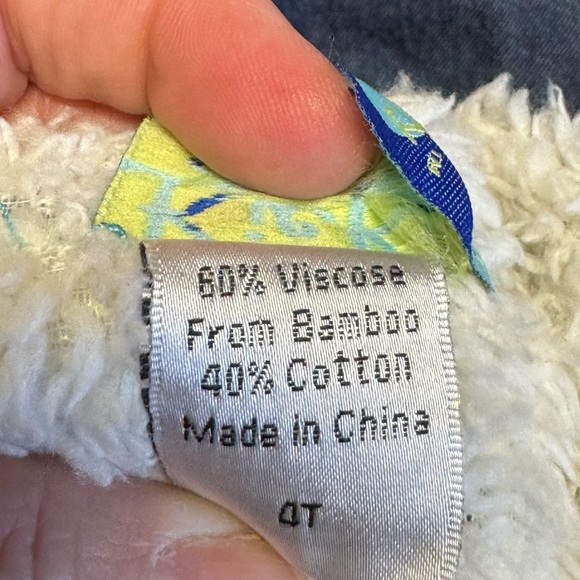 60% Viscose
From Bamboo
40% Cotton
Made in China
4T